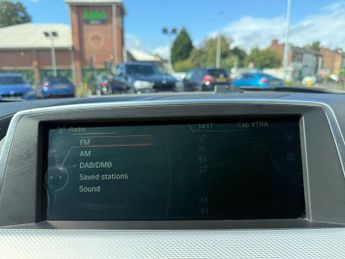 Radio
14:17
Cap XTRA
FM
AM
DAB/DMB
Saved stations
Sound